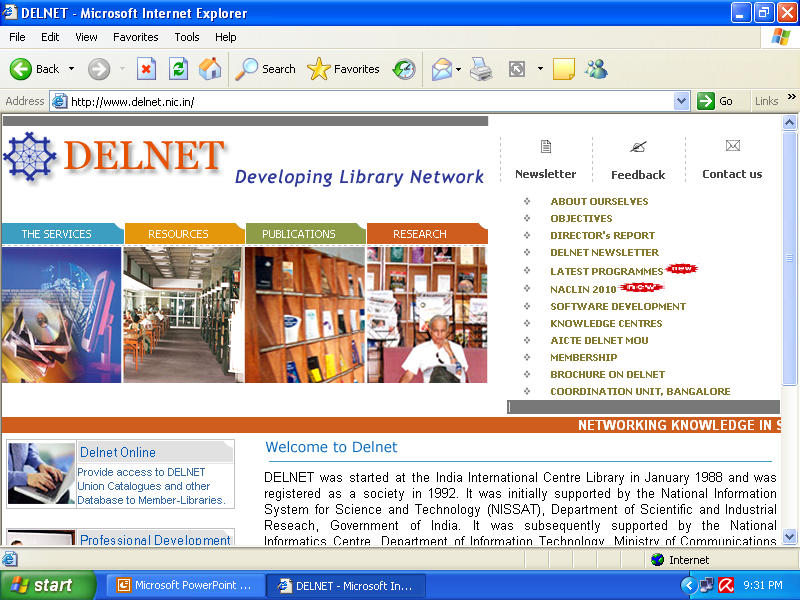 DELNET - Microsoft Internet Explorer
File Edit View Favorites Tools Help
Back Search Favorites
Address http://www.delnet.nic.in/ Go Links »
DELNET
Developing Library Network
Newsletter Feedback Contact us
THE SERVICES RESOURCES PUBLICATIONS RESEARCH
ABOUT OURSELVES
OBJECTIVES
DIRECTOR's REPORT
DELNET NEWSLETTER
LATEST PROGRAMMES new
NACLIN 2010 new
SOFTWARE DEVELOPMENT
KNOWLEDGE CENTRES
AICTE DELNET MOU
MEMBERSHIP
BROCHURE ON DELNET
COORDINATION UNIT, BANGALORE
NETWORKING KNOWLEDGE IN S
Delnet Online
Provide access to DELNET
Union Catalogues and other
Database to Member-Libraries.
Professional Development
Welcome to Delnet
DELNET was started at the India International Centre Library in January 1988 and was
registered as a society in 1992. It was initially supported by the National Information
System for Science and Technology (NISSAT), Department of Scientific and Industrial
Reseach, Government of India. It was subsequently supported by the National
Informatics Centre, Department of Information Technology, Ministry of Communications
Internet
start Microsoft PowerPoint ... DELNET - Microsoft In... 9:31 PM